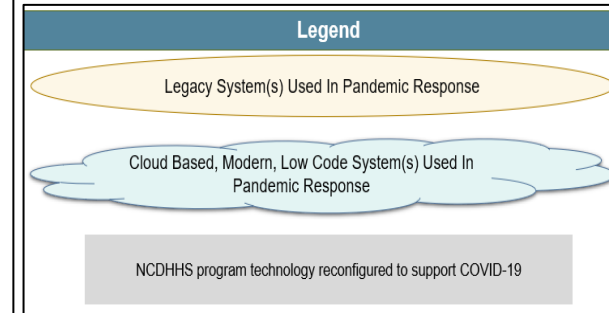 Legend
Legacy System(s) Used In Pandemic Response
Cloud Based, Modern, Low Code System(s) Used In
Pandemic Response
NCDHHS program technology reconfigured to support COVID-19